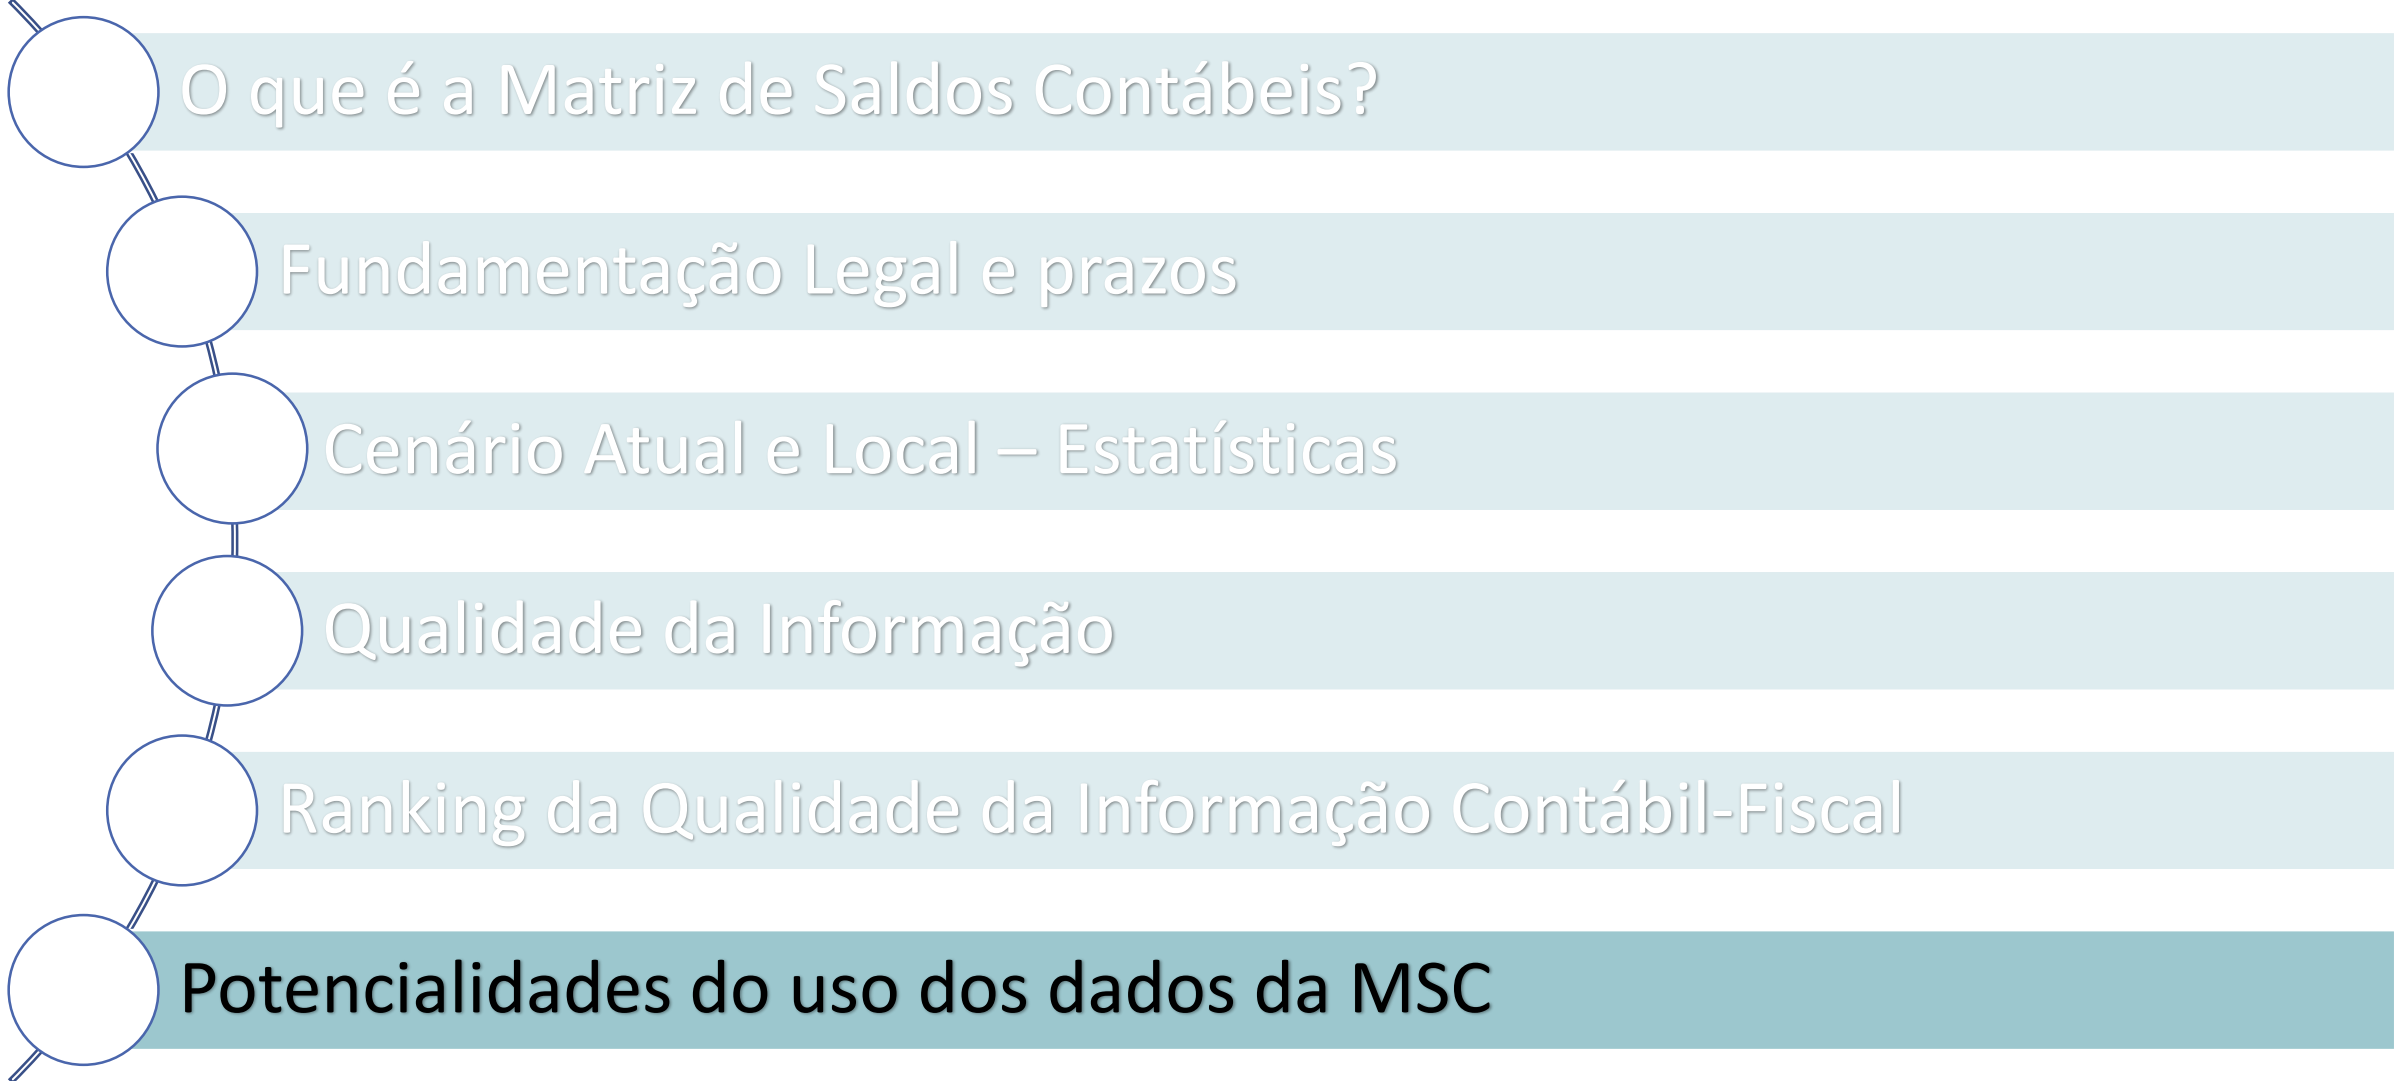 O que é a Matriz de Saldos Contábeis?
Fundamentação Legal e prazos
Cenário Atual e Local – Estatísticas
Qualidade da Informação
Ranking da Qualidade da Informação Contábil-Fiscal
Potencialidades do uso dos dados da MSC